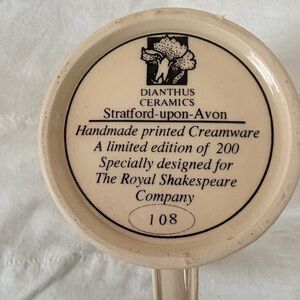 DIANTHUS
CERAMICS
Stratford-upon-Avon
Handmade printed Creamware
A limited edition of 200
Specially designed for
The Royal Shakespeare
Company
108